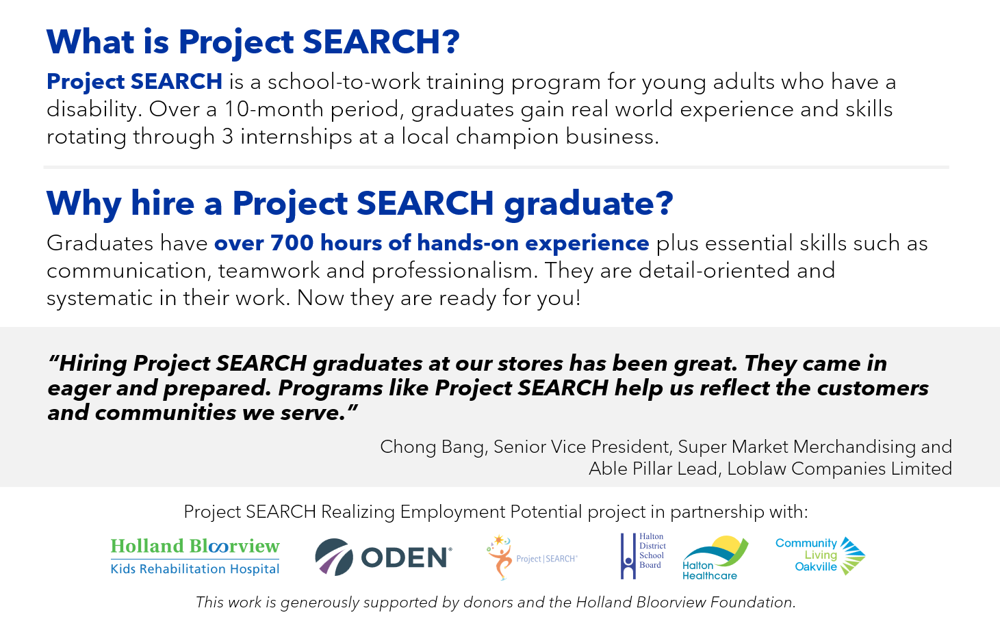 What is Project SEARCH?
Project SEARCH is a school-to-work training program for young adults who have a
disability. Over a 10-month period, graduates gain real world experience and skills
rotating through 3 internships at a local champion business.
Why hire a Project SEARCH graduate?
Graduates have over 700 hours of hands-on experience plus essential skills such as
communication, teamwork and professionalism. They are detail-oriented and
systematic in their work. Now they are ready for you!
“Hiring Project SEARCH graduates at our stores has been great. They came in
eager and prepared. Programs like Project SEARCH help us reflect the customers
and communities we serve.”
Chong Bang, Senior Vice President, Super Market Merchandising and
Able Pillar Lead, Loblaw Companies Limited
Project SEARCH Realizing Employment Potential project in partnership with:
Holland Bloorview
Kids Rehabilitation Hospital
ODEN®
Project|SEARCH®
Halton
District
School
Board
Halton
Healthcare
Community
Living
Oakville
This work is generously supported by donors and the Holland Bloorview Foundation.